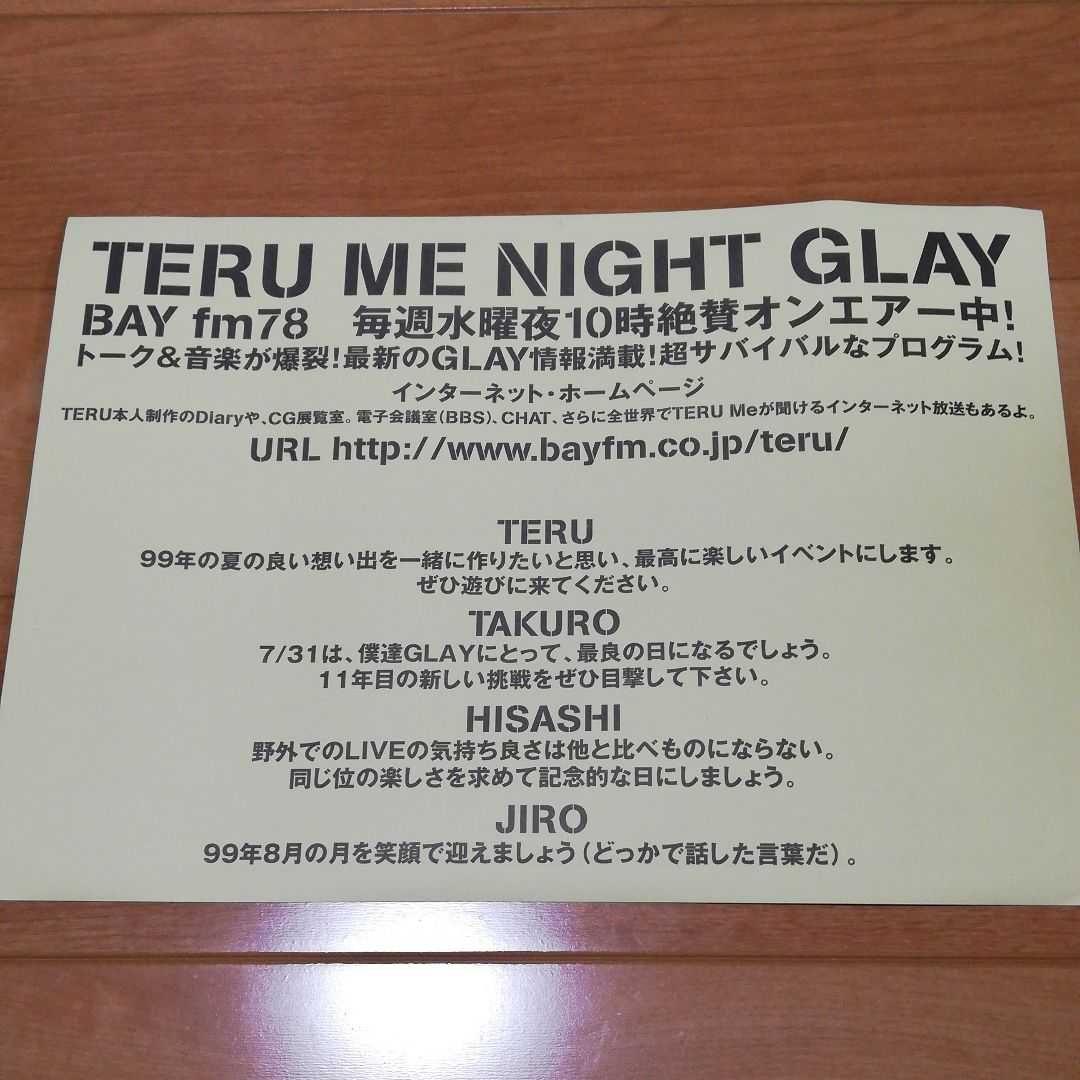 TERU ME NIGHT GLAY
BAY fm78 毎週水曜夜10時絶賛オンエアー中!
トーク&音楽が爆裂!最新のGLAY情報満載!超サバイバルなプログラム!
インターネット・ホームページ
TERU本人制作のDiaryや、CG展覧室。電子会議室(BBS)、CHAT、さらに全世界でTERU Meが聞けるインターネット放送もあるよ。
URL http://www.bayfm.co.jp/teru/
TERU
99年の夏の良い想い出を一緒に作りたいと思い、最高に楽しいイベントにします。
ぜひ遊びに来てください。
TAKURO
7/31は、僕達GLAYにとって、最良の日になるでしょう。
11年目の新しい挑戦をぜひ目撃して下さい。
HISASHI
野外でのLIVEの気持ち良さは他と比べものにならない。
同じ位の楽しさを求めて記念的な日にしましょう。
JIRO
99年8月の月を笑顔で迎えましょう(どっかで話した言葉だ)。